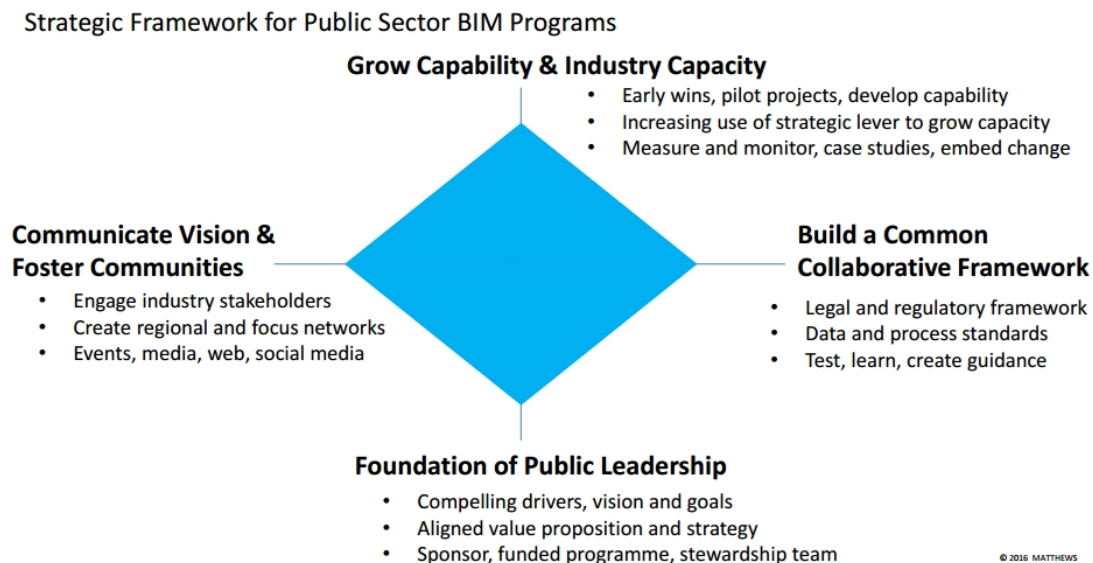 Strategic Framework for Public Sector BIM Programs
Grow Capability & Industry Capacity
• Early wins, pilot projects, develop capability
• Increasing use of strategic lever to grow capacity
• Measure and monitor, case studies, embed change
Communicate Vision &
Foster Communities
• Engage industry stakeholders
• Create regional and focus networks
• Events, media, web, social media
Build a Common
Collaborative Framework
• Legal and regulatory framework
• Data and process standards
• Test, learn, create guidance
Foundation of Public Leadership
• Compelling drivers, vision and goals
• Aligned value proposition and strategy
• Sponsor, funded programme, stewardship team
© 2016 MATTHEWS